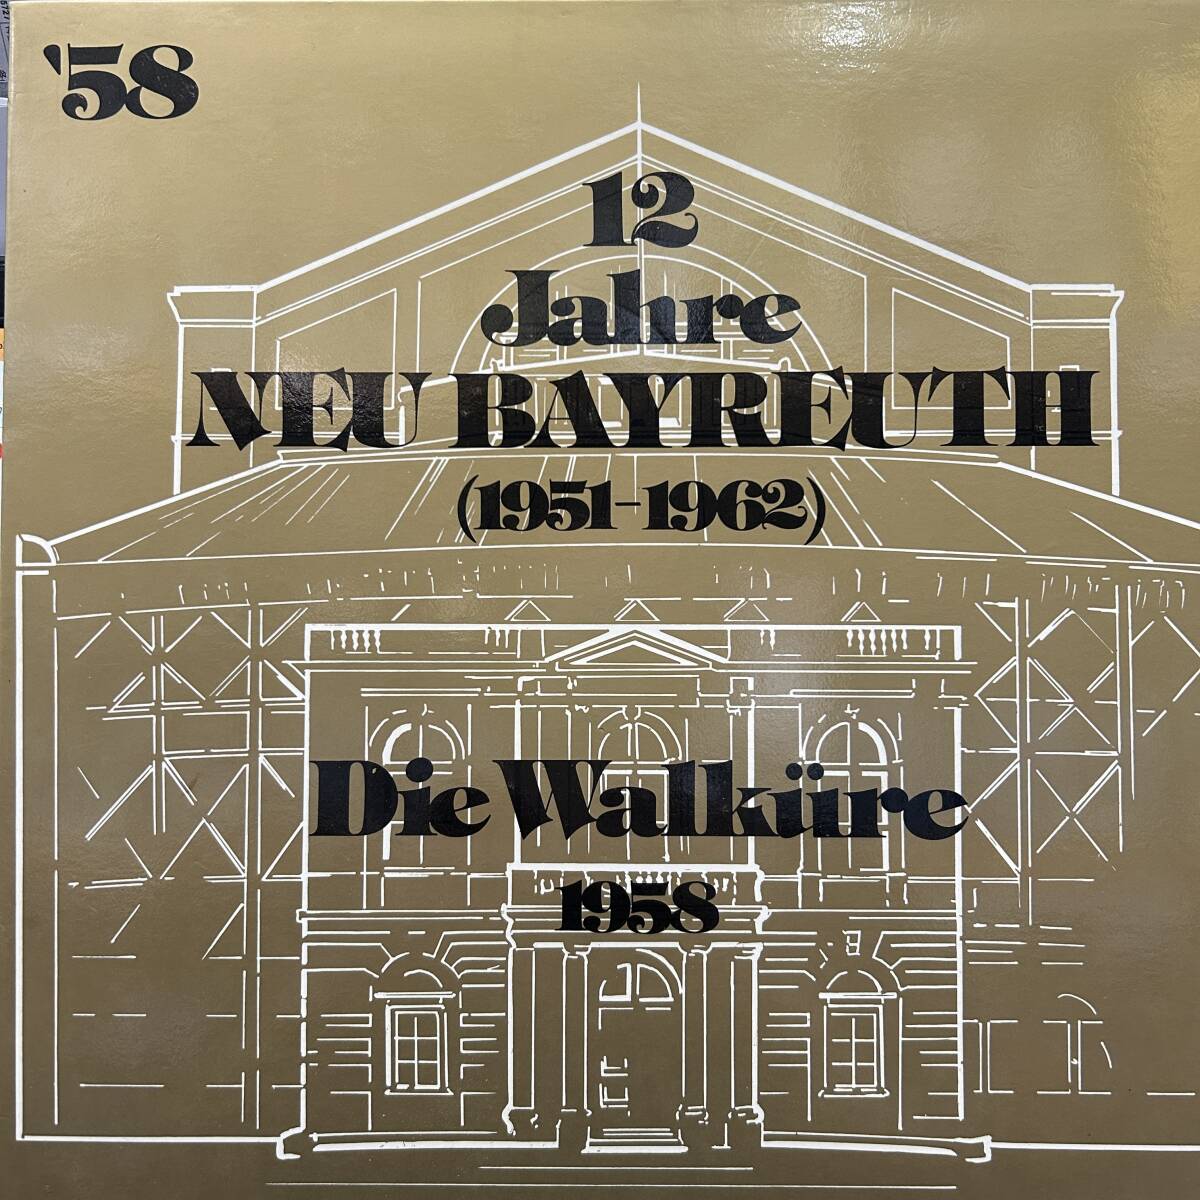 '58
12
Jahre
NEU BAYREUTH
(1951-1962)
Die Walküre
1958